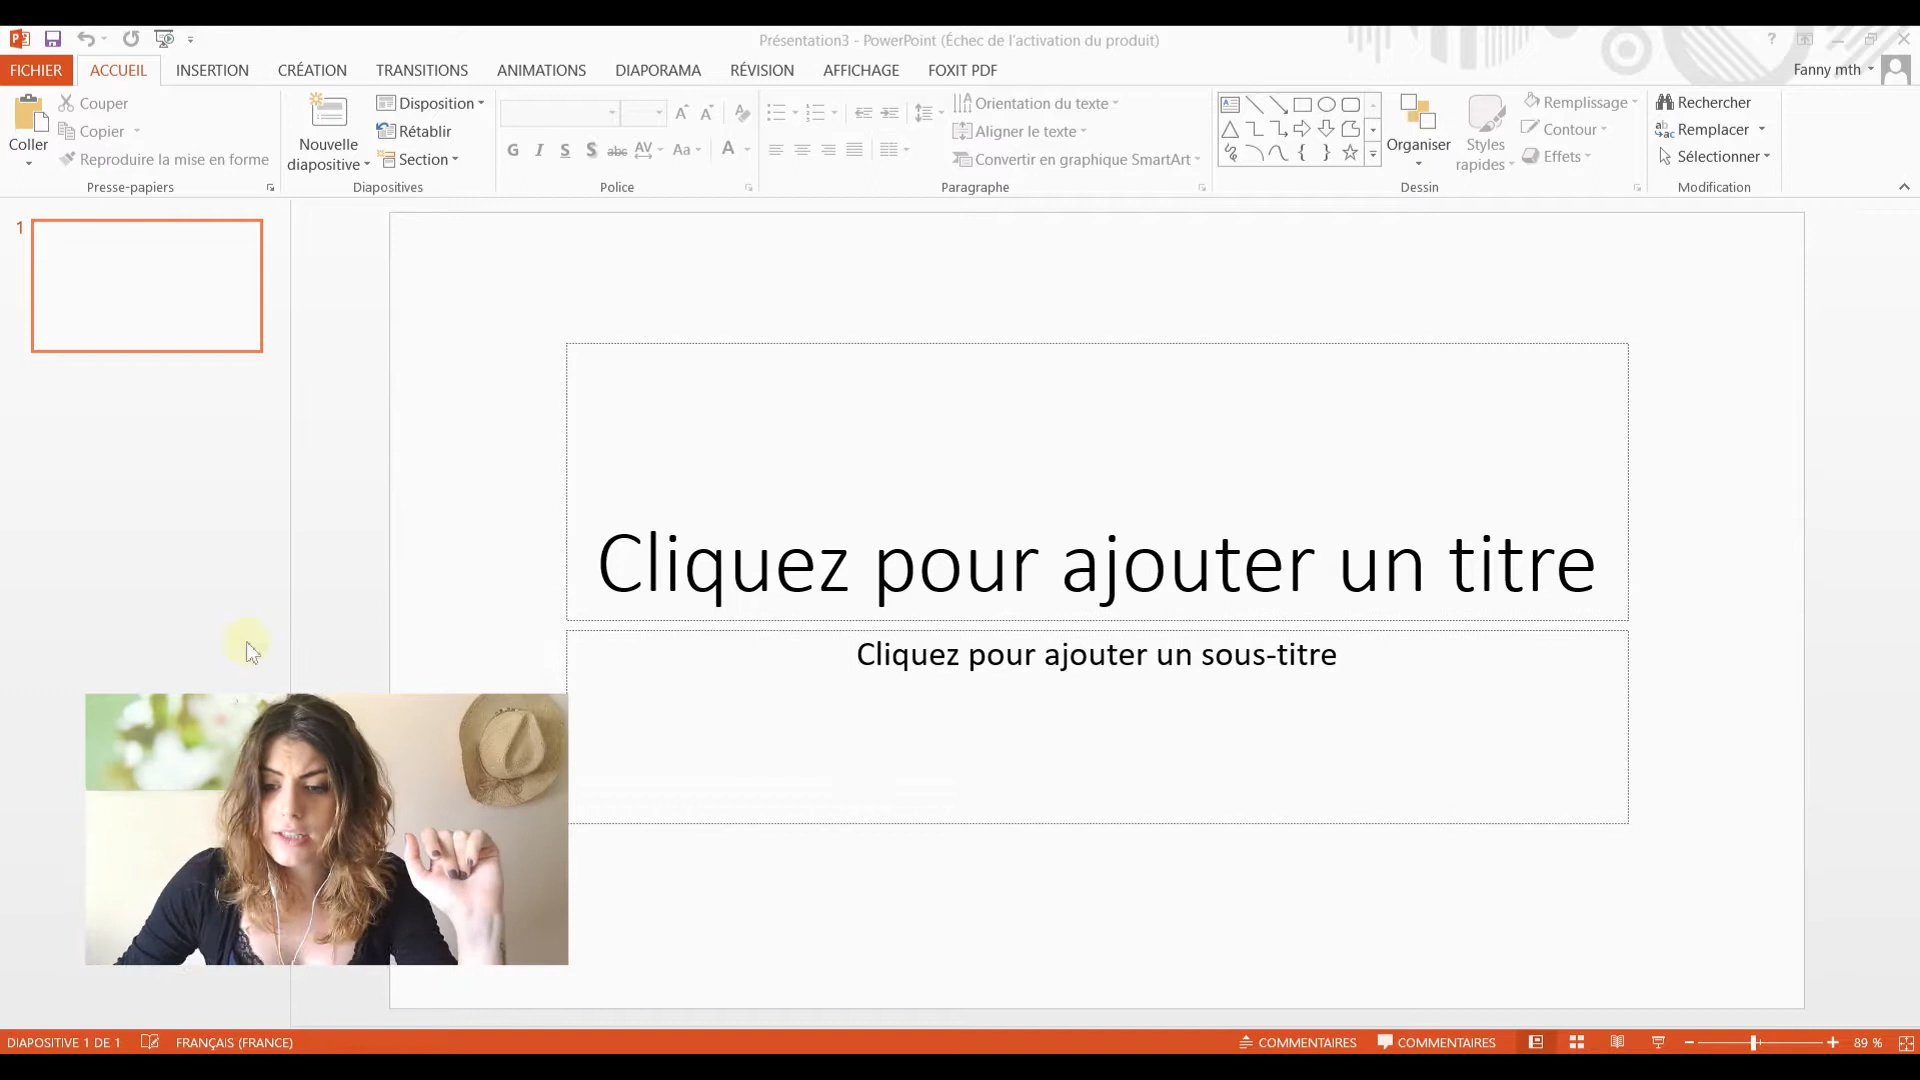 Présentation3 - PowerPoint (Échec de l'activation du produit)
FICHIER ACCUEIL INSERTION CRÉATION TRANSITIONS ANIMATIONS DIAPORAMA RÉVISION AFFICHAGE FOXIT PDF Fanny mth
Coller
Couper
Copier
Reproduire la mise en forme
Presse-papiers
Nouvelle
diapositive
Disposition
Rétablir
Section
Diapositives
G I S S abc AV Aa A
Police
Orientation du texte
Aligner le texte
Convertir en graphique SmartArt
Paragraphe
Organiser
Styles
rapides
Remplissage
Contour
Effets
Dessin
Rechercher
Remplacer
Sélectionner
Modification
1
Cliquez pour ajouter un titre
Cliquez pour ajouter un sous-titre
DIAPOSITIVE 1 DE 1 FRANÇAIS (FRANCE) COMMENTAIRES COMMENTAIRES 89 %